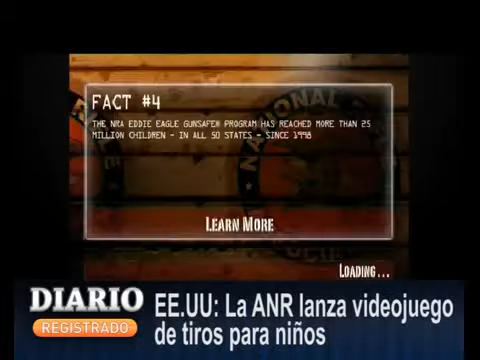 FACT #4
THE NRA EDDIE EAGLE GUNSAFE® PROGRAM HAS REACHED MORE THAN 25
MILLION CHILDREN - IN ALL 50 STATES - SINCE 1998
NATIONAL
LEARN MORE
LOADING...
DIARIO
REGISTRADO
EE.UU: La ANR lanza videojuego
de tiros para niños